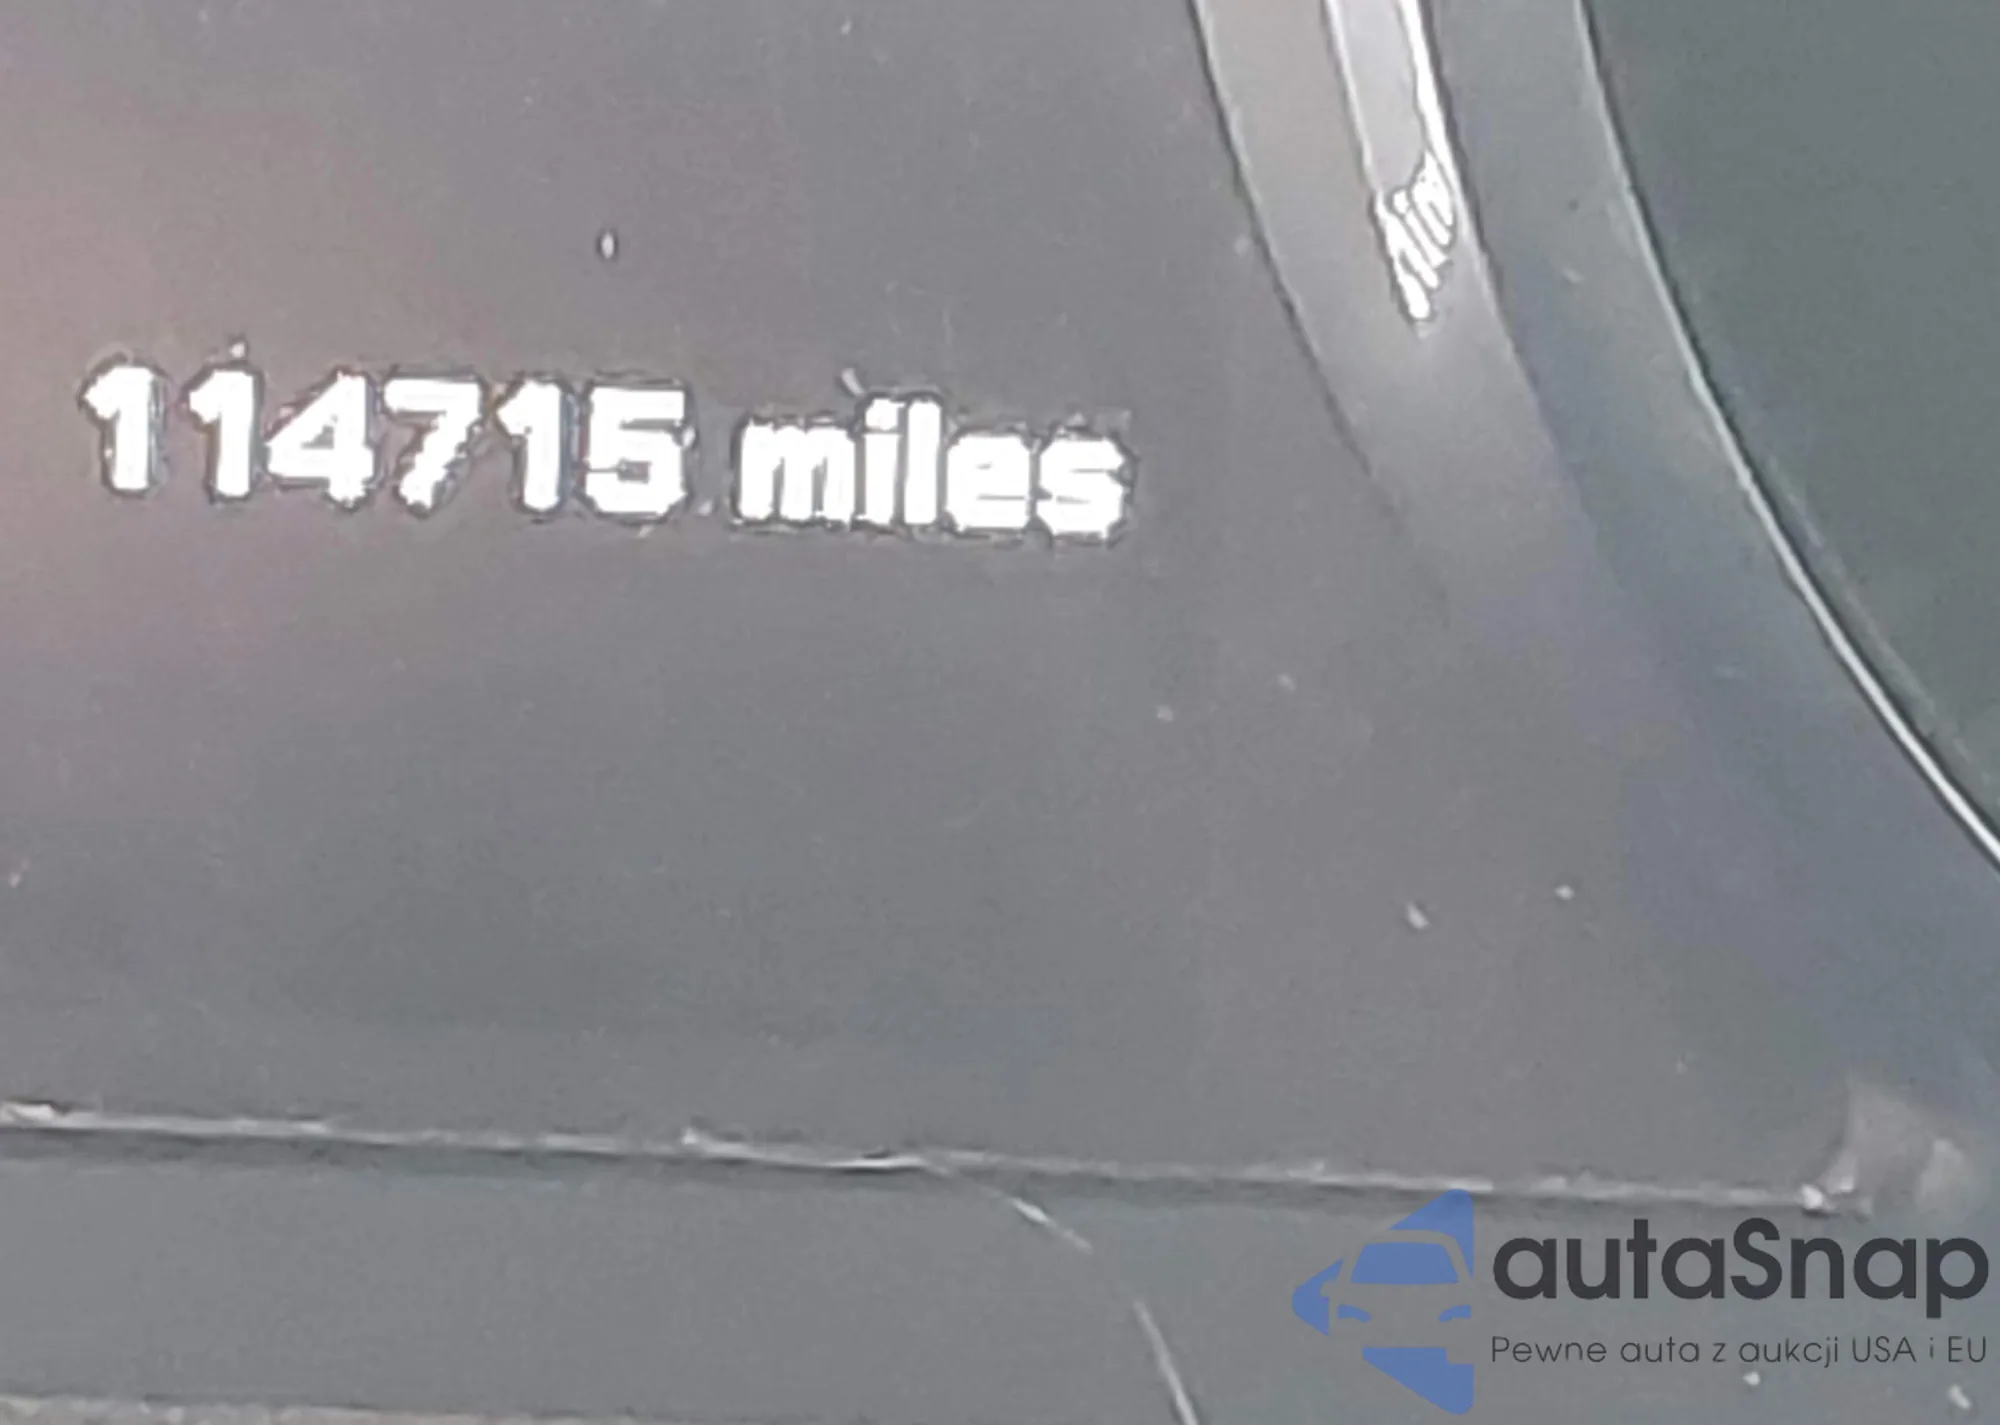 114715 miles
autaSnap
Pewne auta z aukcji USA i EU